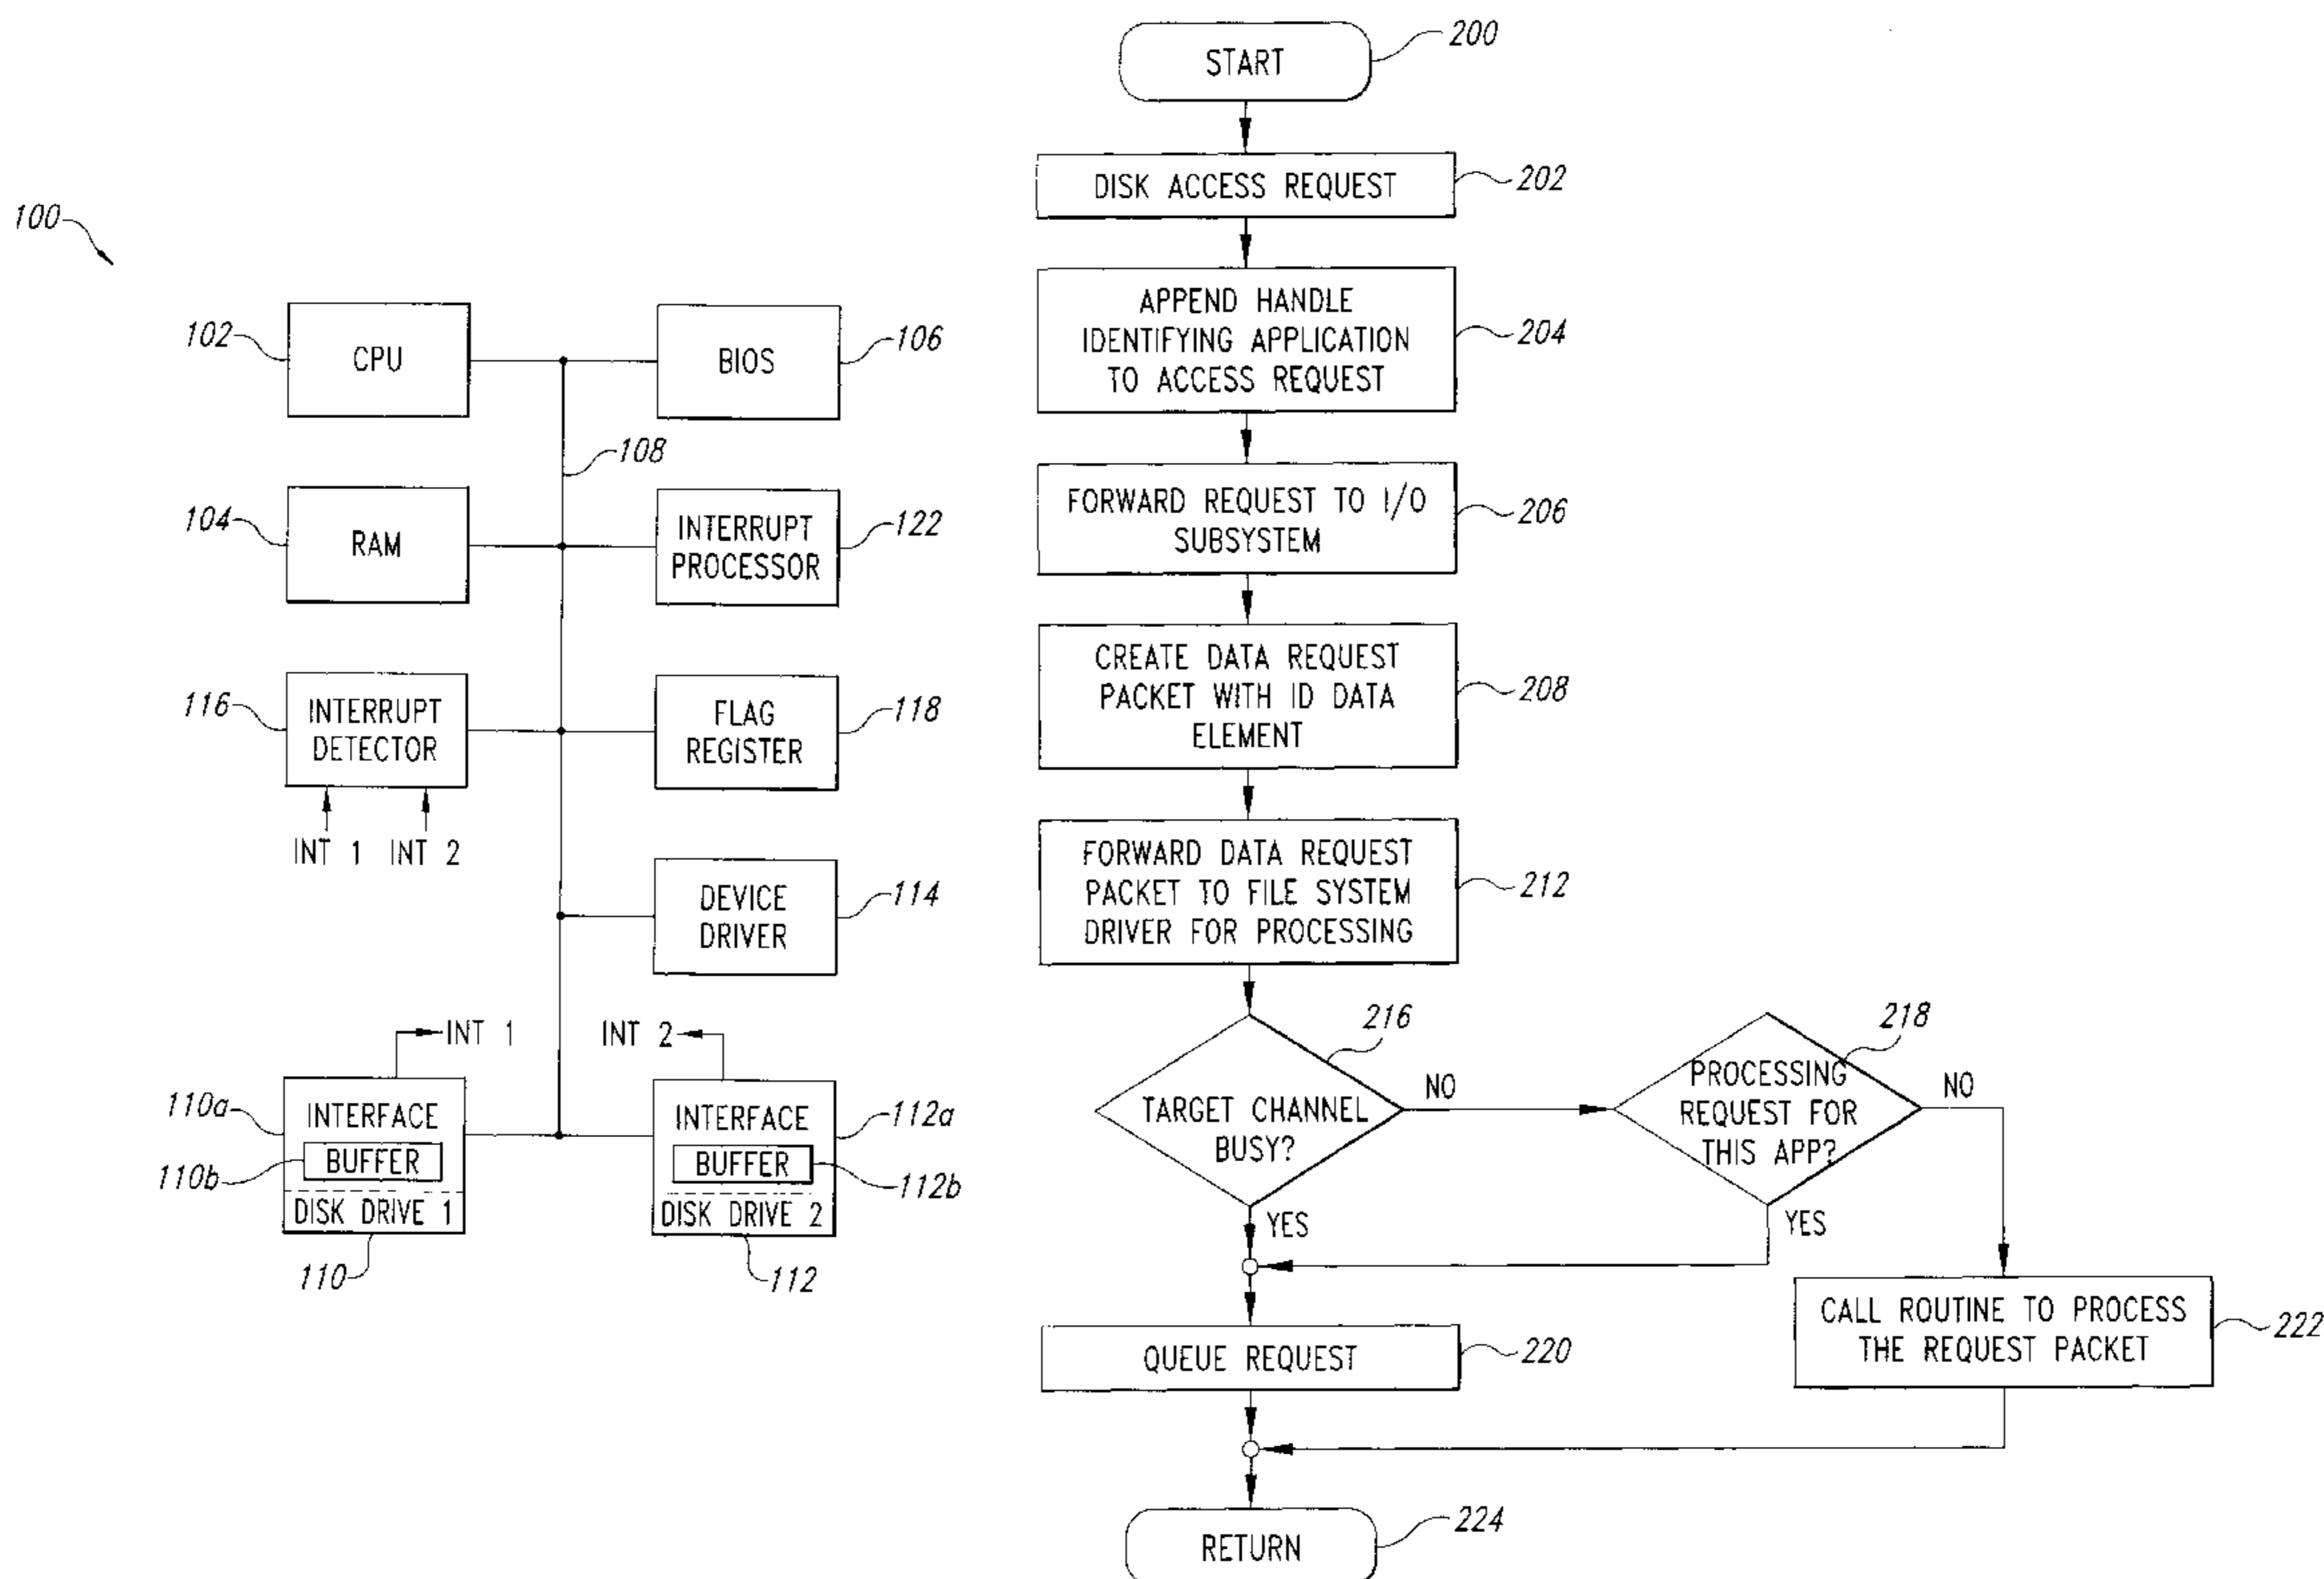 100
102
CPU
BIOS
106
108
104
RAM
INTERRUPT
PROCESSOR
122
116
INTERRUPT
DETECTOR
FLAG
REGISTER
118
INT 1 INT 2
DEVICE
DRIVER
114
INT 1
INT 2
110a
INTERFACE
110b
BUFFER
DISK DRIVE 1
110
INTERFACE
112a
BUFFER
112b
DISK DRIVE 2
112
START
200
DISK ACCESS REQUEST
202
APPEND HANDLE
IDENTIFYING APPLICATION
TO ACCESS REQUEST
204
FORWARD REQUEST TO I/O
SUBSYSTEM
206
CREATE DATA REQUEST
PACKET WITH ID DATA
ELEMENT
208
FORWARD DATA REQUEST
PACKET TO FILE SYSTEM
DRIVER FOR PROCESSING
212
216
TARGET CHANNEL
BUSY?
NO
YES
218
PROCESSING
REQUEST FOR
THIS APP?
NO
YES
QUEUE REQUEST
220
CALL ROUTINE TO PROCESS
THE REQUEST PACKET
222
RETURN
224